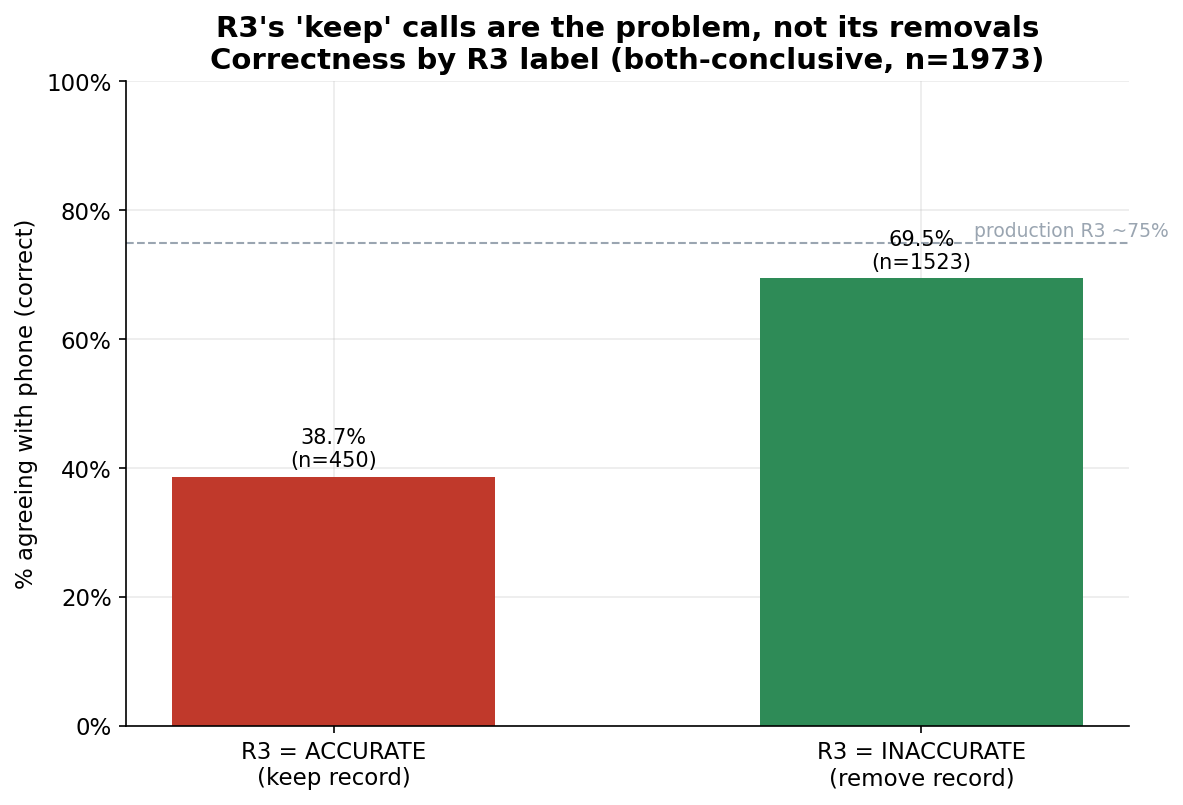 R3's 'keep' calls are the problem, not its removals
Correctness by R3 label (both-conclusive, n=1973)
% agreeing with phone (correct)
100%
80%
60%
40%
20%
0%
production R3 ~75%
69.5%
(n=1523)
38.7%
(n=450)
R3 = ACCURATE
(keep record)
R3 = INACCURATE
(remove record)